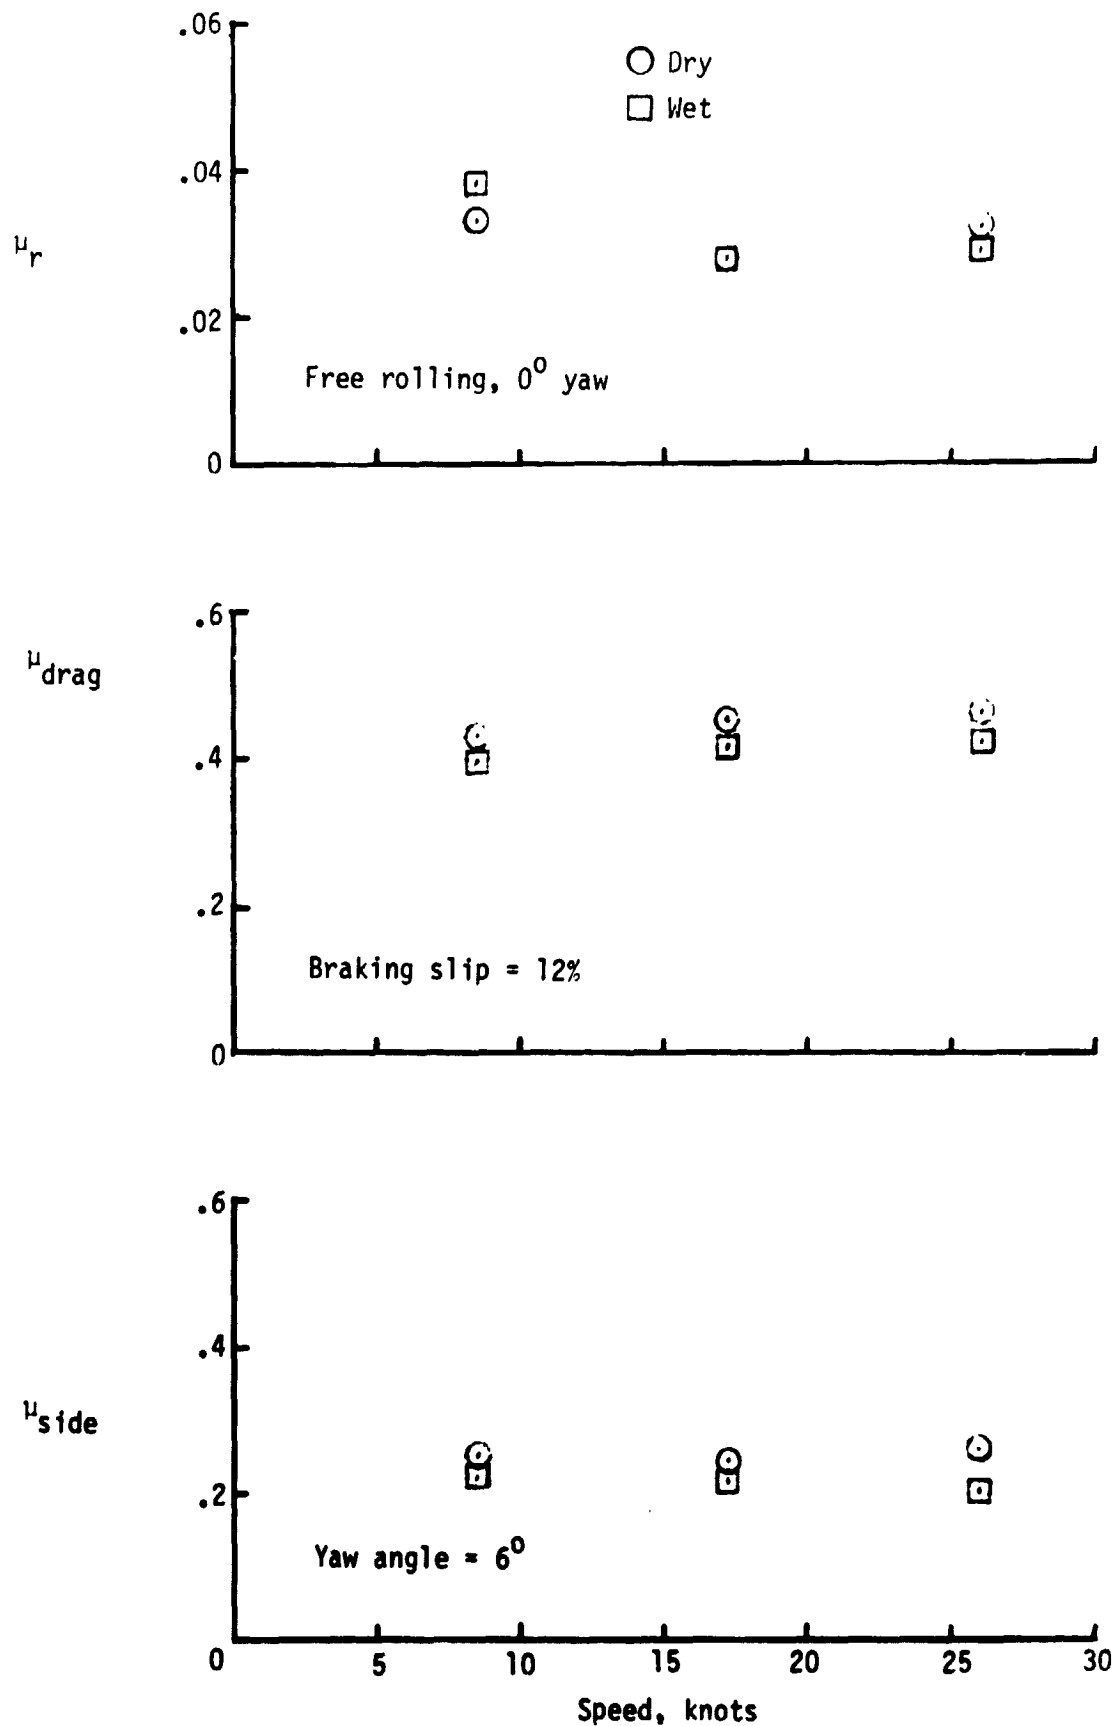 .06
Dry
Wet
.04
μr
.02
Free rolling, 0° yaw
0
.6
μdrag
.4
.2
Braking slip = 12%
0
.6
.4
μside
.2
Yaw angle = 6°
0 5 10 15 20 25 30
Speed, knots